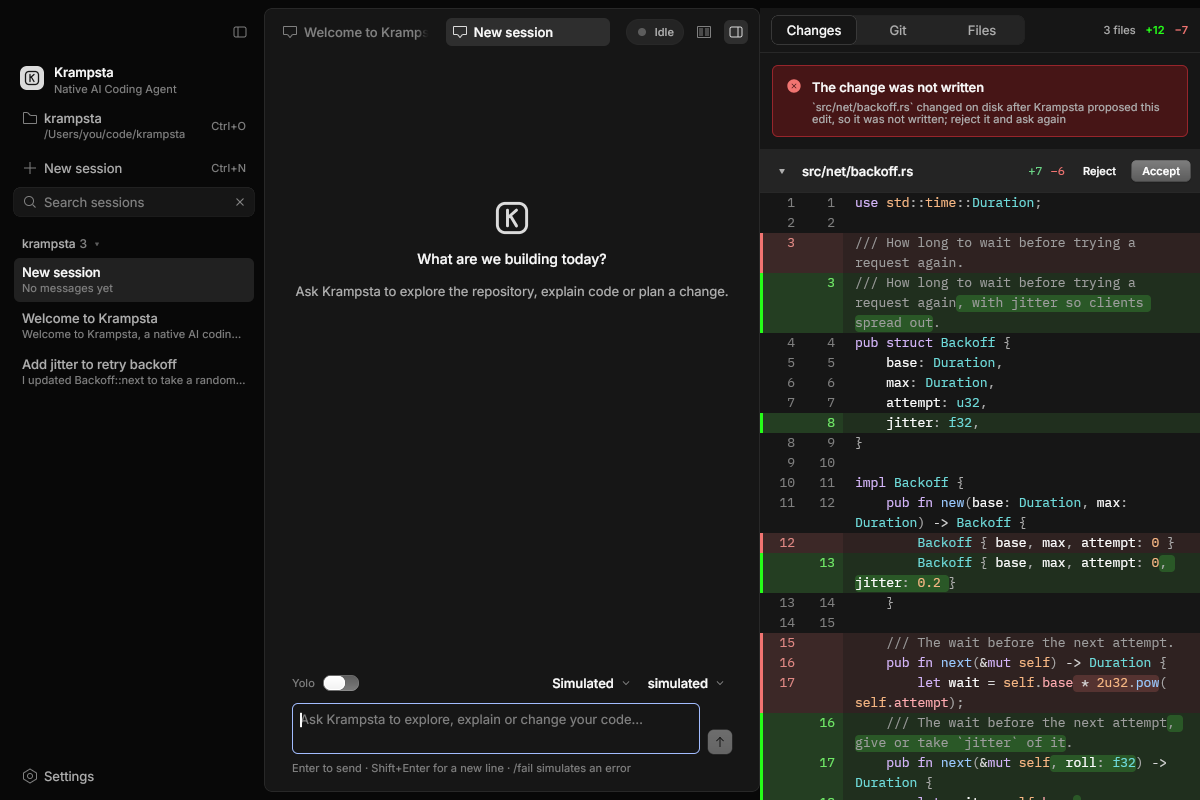 Krampsta
Native AI Coding Agent
krampsta
/Users/you/code/krampsta
Ctrl+O
New session
Ctrl+N
Search sessions
krampsta 3
New session
No messages yet
Welcome to Krampsta
Welcome to Krampsta, a native AI codin...
Add jitter to retry backoff
I updated Backoff::next to take a random...
Settings
Welcome to Kramps
New session
Idle
K
What are we building today?
Ask Krampsta to explore the repository, explain code or plan a change.
Yolo
Simulated
simulated
Ask Krampsta to explore, explain or change your code...
Enter to send · Shift+Enter for a new line · /fail simulates an error
Changes
Git
Files
3 files +12 −7
The change was not written
`src/net/backoff.rs` changed on disk after Krampsta proposed this
edit, so it was not written; reject it and ask again
src/net/backoff.rs
+7 −6
Reject
Accept
1 1 use std::time::Duration;
2 2
3 /// How long to wait before trying a
request again.
3 /// How long to wait before trying a
request again, with jitter so clients
spread out.
4 4 pub struct Backoff {
5 5 base: Duration,
6 6 max: Duration,
7 7 attempt: u32,
8 jitter: f32,
8 9 }
9 10
10 11 impl Backoff {
11 12 pub fn new(base: Duration, max:
Duration) -> Backoff {
12 Backoff { base, max, attempt: 0 }
13 Backoff { base, max, attempt: 0,
jitter: 0.2 }
13 14 }
14 15
15 /// The wait before the next attempt.
16 pub fn next(&mut self) -> Duration {
17 let wait = self.base * 2u32.pow(
self.attempt);
16 /// The wait before the next attempt,
give or take `jitter` of it.
17 pub fn next(&mut self, roll: f32) ->
Duration {